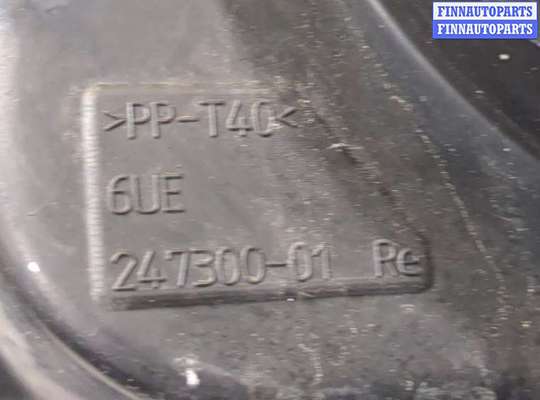 FINNAUTOPARTS
FINNAUTOPARTS
>PP-T40<
6UE
247300-01 Re